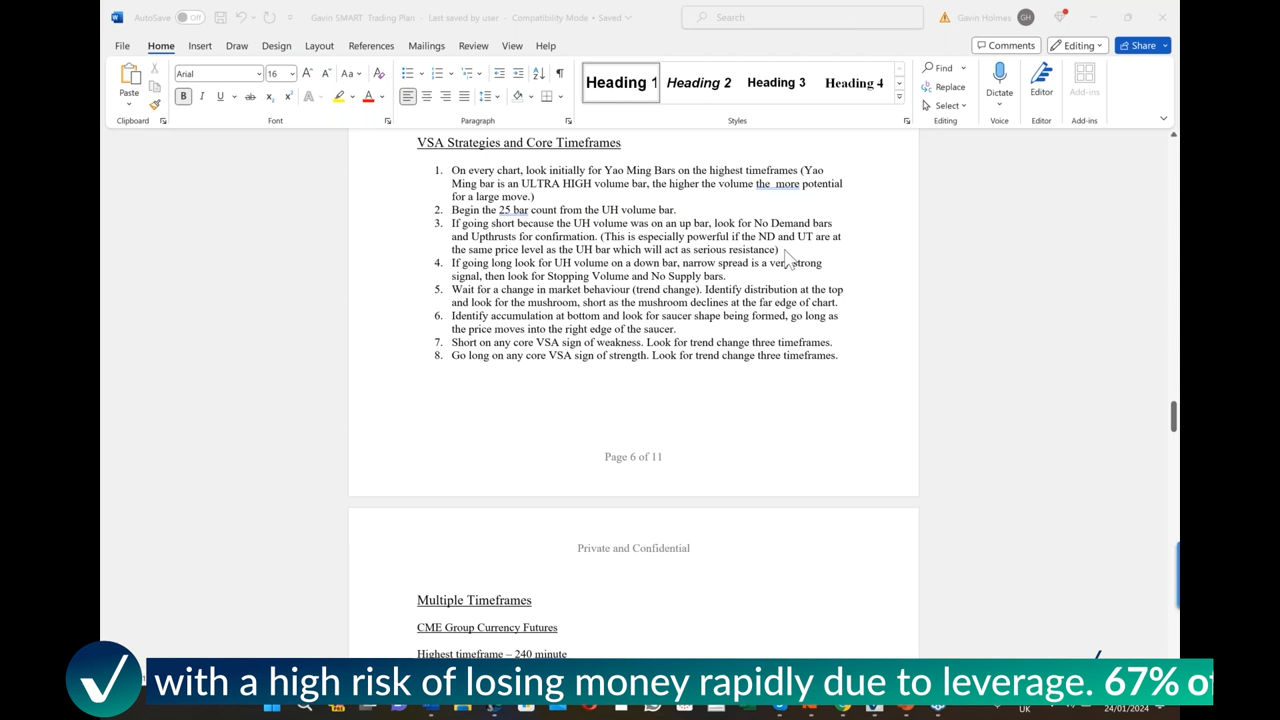 AutoSave Off Gavin SMART Trading Plan - Last saved by user - Compatibility Mode • Saved Search Gavin Holmes GH
File Home Insert Draw Design Layout References Mailings Review View Help Comments Editing Share
Paste Arial 16 Aa Heading 1 Heading 2 Heading 3 Heading 4 Find Replace Select Dictate Editor Add-ins
B I U ab x₂ x² A
Clipboard Font Paragraph Styles Editing Voice Editor Add-ins
VSA Strategies and Core Timeframes
1. On every chart, look initially for Yao Ming Bars on the highest timeframes (Yao
Ming bar is an ULTRA HIGH volume bar, the higher the volume the more potential
for a large move.)
2. Begin the 25 bar count from the UH volume bar.
3. If going short because the UH volume was on an up bar, look for No Demand bars
and Upthrusts for confirmation. (This is especially powerful if the ND and UT are at
the same price level as the UH bar which will act as serious resistance)
4. If going long look for UH volume on a down bar, narrow spread is a very strong
signal, then look for Stopping Volume and No Supply bars.
5. Wait for a change in market behaviour (trend change). Identify distribution at the top
and look for the mushroom, short as the mushroom declines at the far edge of chart.
6. Identify accumulation at bottom and look for saucer shape being formed, go long as
the price moves into the right edge of the saucer.
7. Short on any core VSA sign of weakness. Look for trend change three timeframes.
8. Go long on any core VSA sign of strength. Look for trend change three timeframes.
Page 6 of 11
Private and Confidential
Multiple Timeframes
CME Group Currency Futures
Highest timeframe – 240 minute
with a high risk of losing money rapidly due to leverage. 67% of
UK 24/01/2024